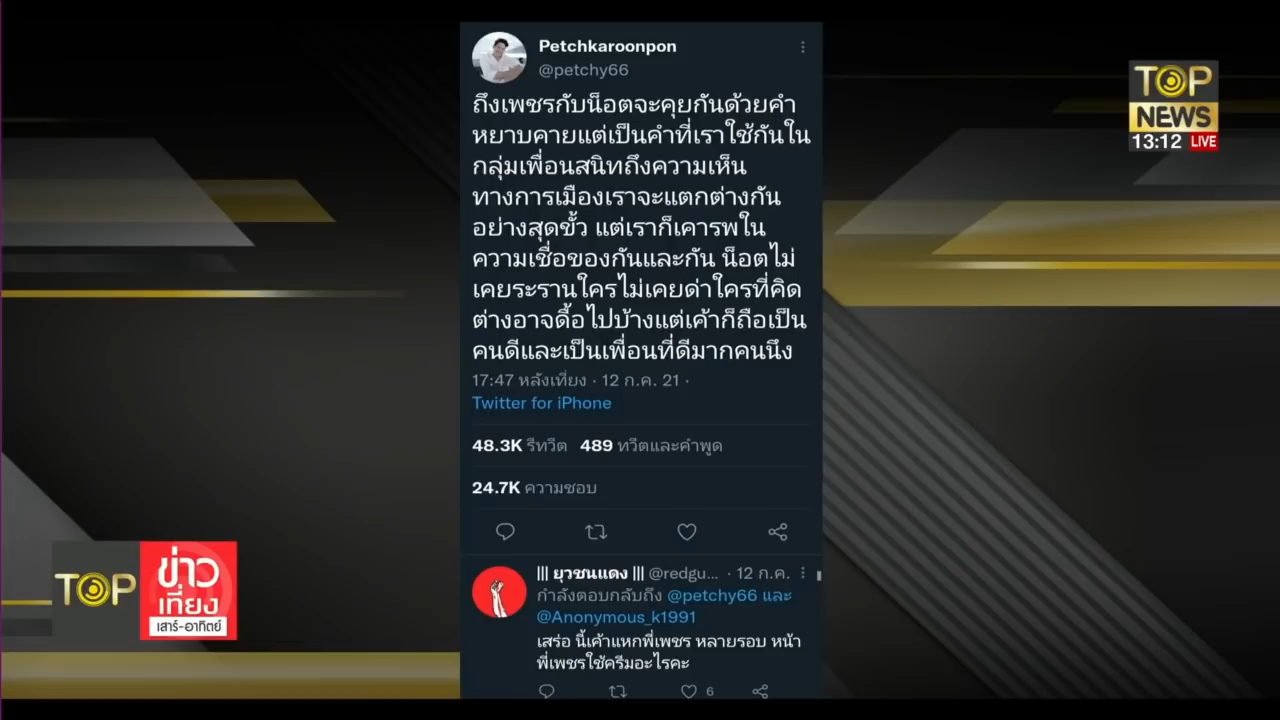 Petchkaroonpon
@petchy66
ถึงเพชรกับน็อตจะคุยกันด้วยคำ
หยาบคายแต่เป็นคำที่เราใช้กันใน
กลุ่มเพื่อนสนิทถึงความเห็น
ทางการเมืองเราจะแตกต่างกัน
อย่างสุดขั้ว แต่เราก็เคารพใน
ความเชื่อของกันและกัน น็อตไม่
เคยระรานใครไม่เคยด่าใครที่คิด
ต่างอาจดื้อไปบ้างแต่เค้าก็ถือเป็น
คนดีและเป็นเพื่อนที่ดีมากคนนึง
17:47 หลังเที่ยง · 12 ก.ค. 21 ·
Twitter for iPhone
48.3K รีทวีต 489 ทวีตและคำพูด
24.7K ความชอบ
||| ยุวชนแดง ||| @redgu... · 12 ก.ค.
กำลังตอบกลับถึง @petchy66 และ
@Anonymous_k1991
เสร่อ นี้เค้าแหกพี่เพชร หลายรอบ หน้า
พี่เพชรใช้ครีมอะไรคะ
6
TOP
NEWS
13:12 LIVE
TOP
ข่าว
เที่ยง
เสาร์-อาทิตย์